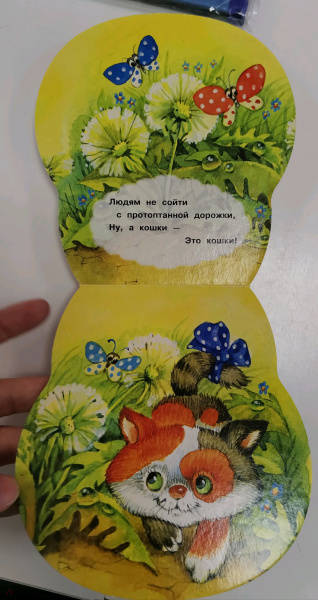 Людям не сойти
с протоптанной дорожки,
Ну, а кошки —
Это кошки!